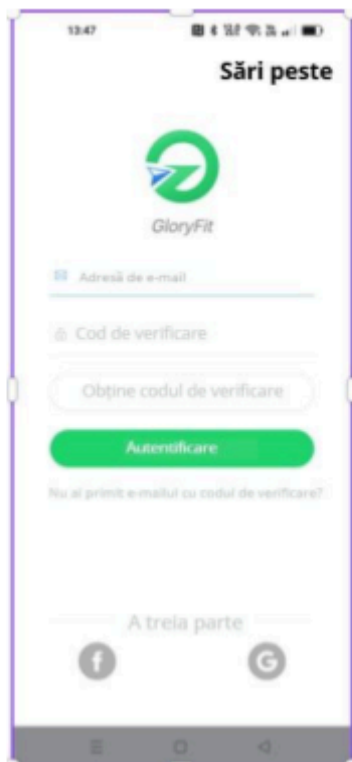 13:47
Sări peste
GloryFit
Adresă de e-mail
Cod de verificare
Obține codul de verificare
Autentificare
Nu ai primit e-mailul cu codul de verificare?
A treia parte
f
G